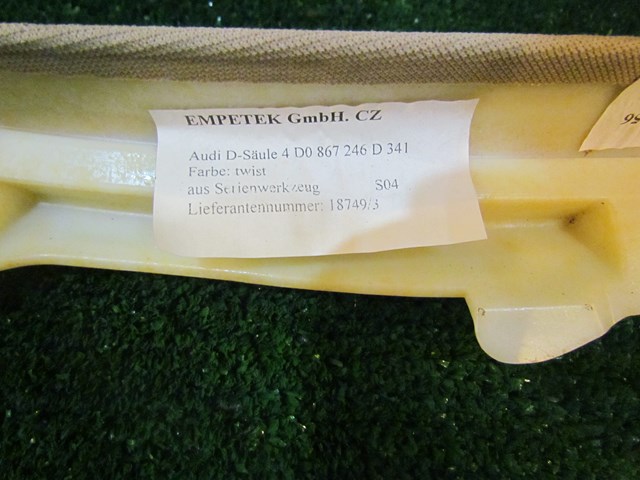 EMPETEK GmbH. CZ
Audi D-Säule 4 D0 867 246 D 341
Farbe: twist
aus Serienwerkzeug S04
Lieferantennummer: 18749/3